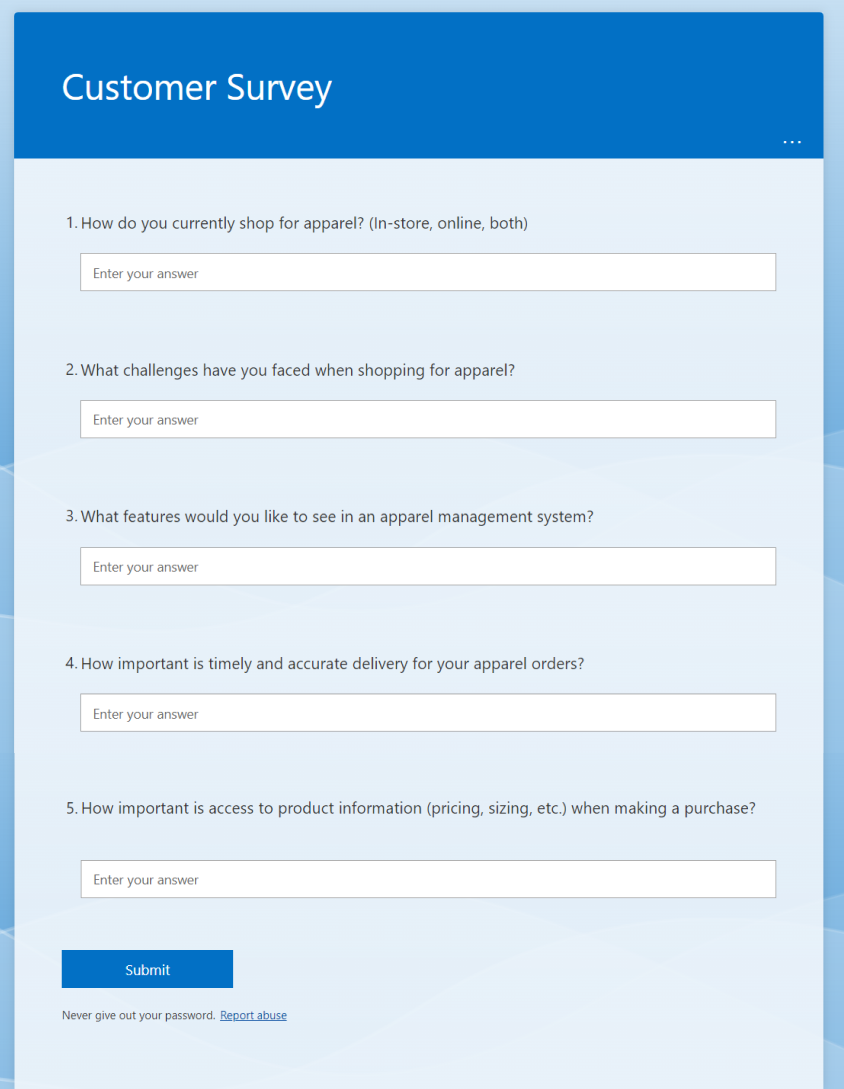 Customer Survey
...
1. How do you currently shop for apparel? (In-store, online, both)
Enter your answer
2. What challenges have you faced when shopping for apparel?
Enter your answer
3. What features would you like to see in an apparel management system?
Enter your answer
4. How important is timely and accurate delivery for your apparel orders?
Enter your answer
5. How important is access to product information (pricing, sizing, etc.) when making a purchase?
Enter your answer
Submit
Never give out your password. Report abuse